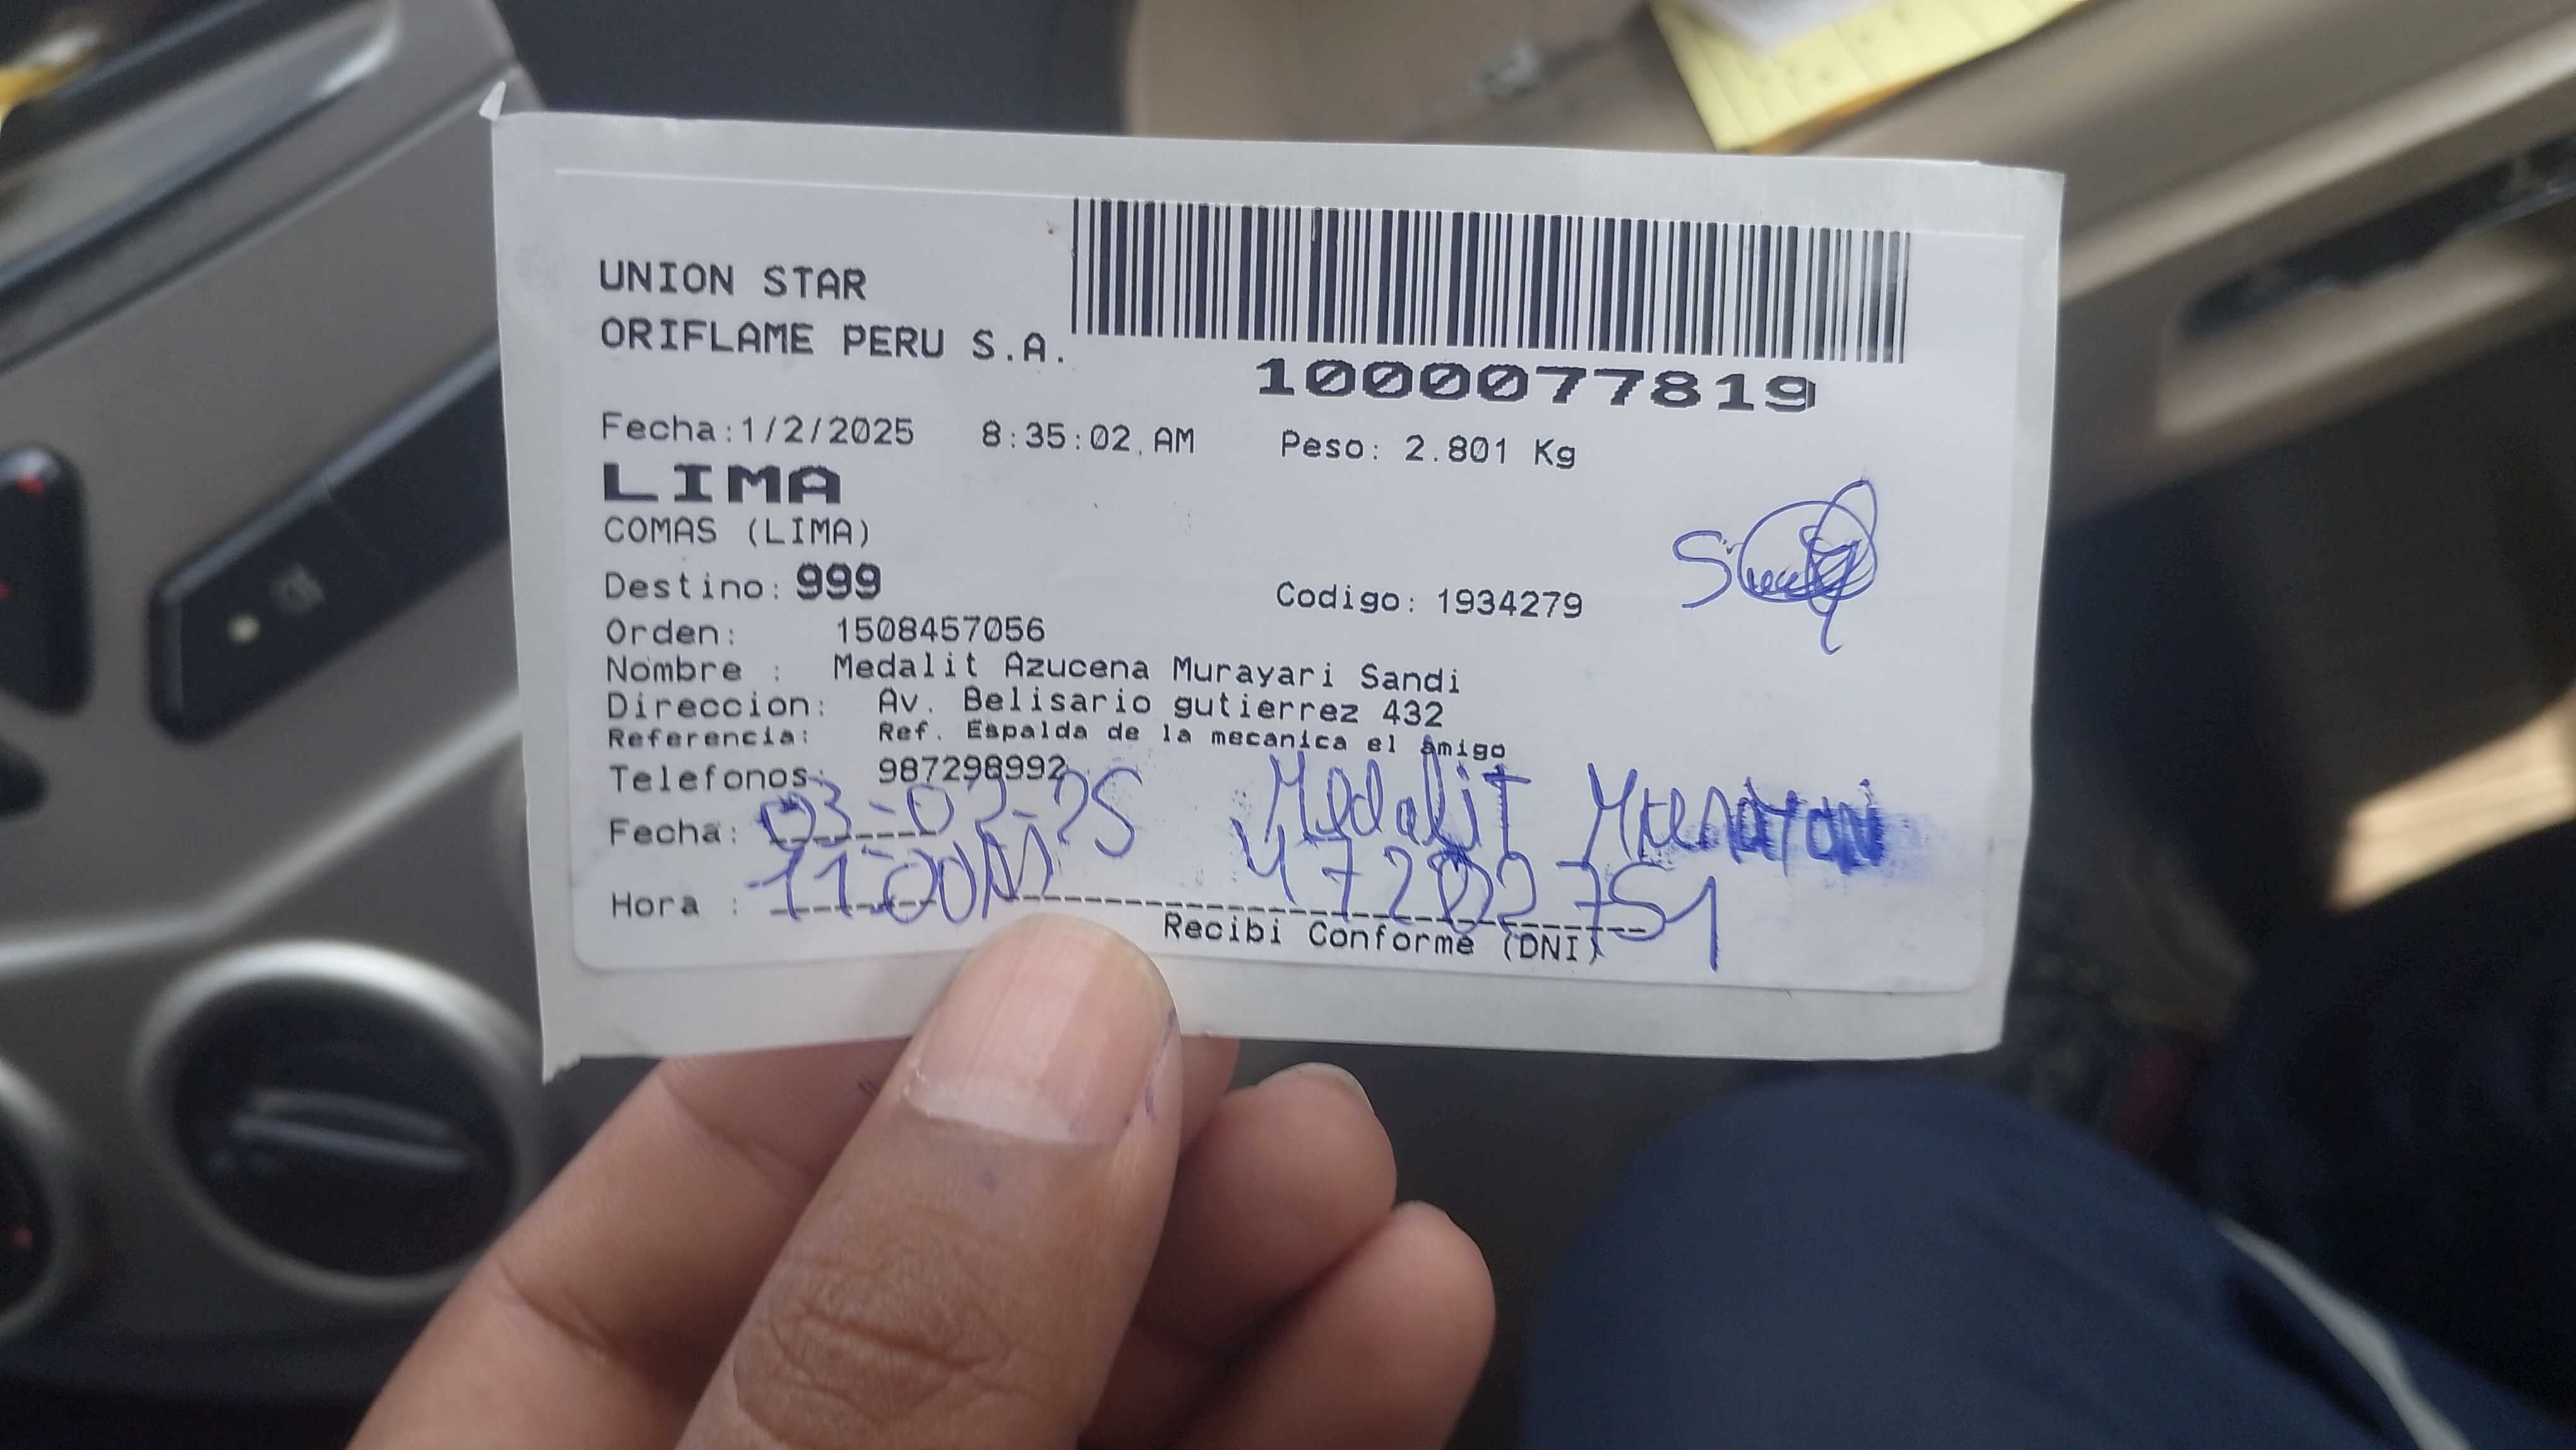 UNION STAR
ORIFLAME PERU S.A.
1000077819
Fecha:1/2/2025 8:35:02 AM Peso: 2.801 Kg
LIMA
COMAS (LIMA)
Destino: 999 Codigo: 1934279
Orden: 1508457056
Nombre : Medalit Azucena Murayari Sandi
Direccion: Av. Belisario gutierrez 432
Referencia: Ref. Espalda de la mecanica el amigo
Telefonos: 987298992
Fecha: 03-02-25 Medalit Murayari
Hora : 11:00 47202751
Recibi Conforme (DNI)